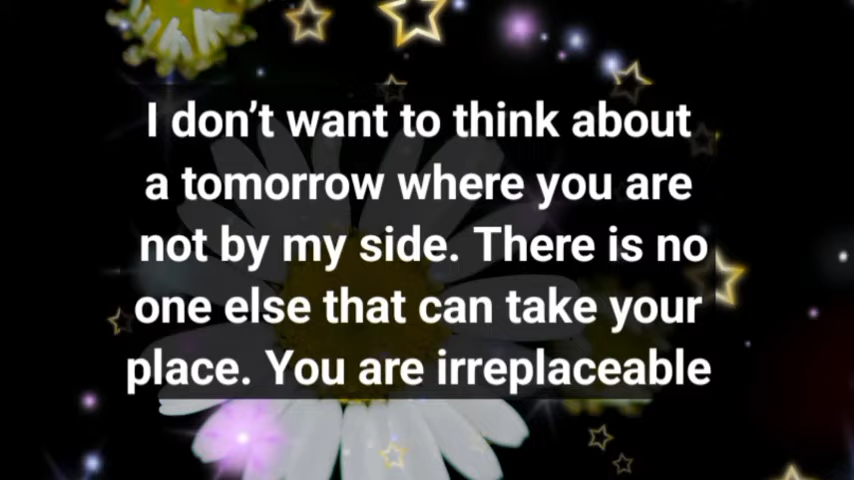 I don’t want to think about
a tomorrow where you are
not by my side. There is no
one else that can take your
place. You are irreplaceable